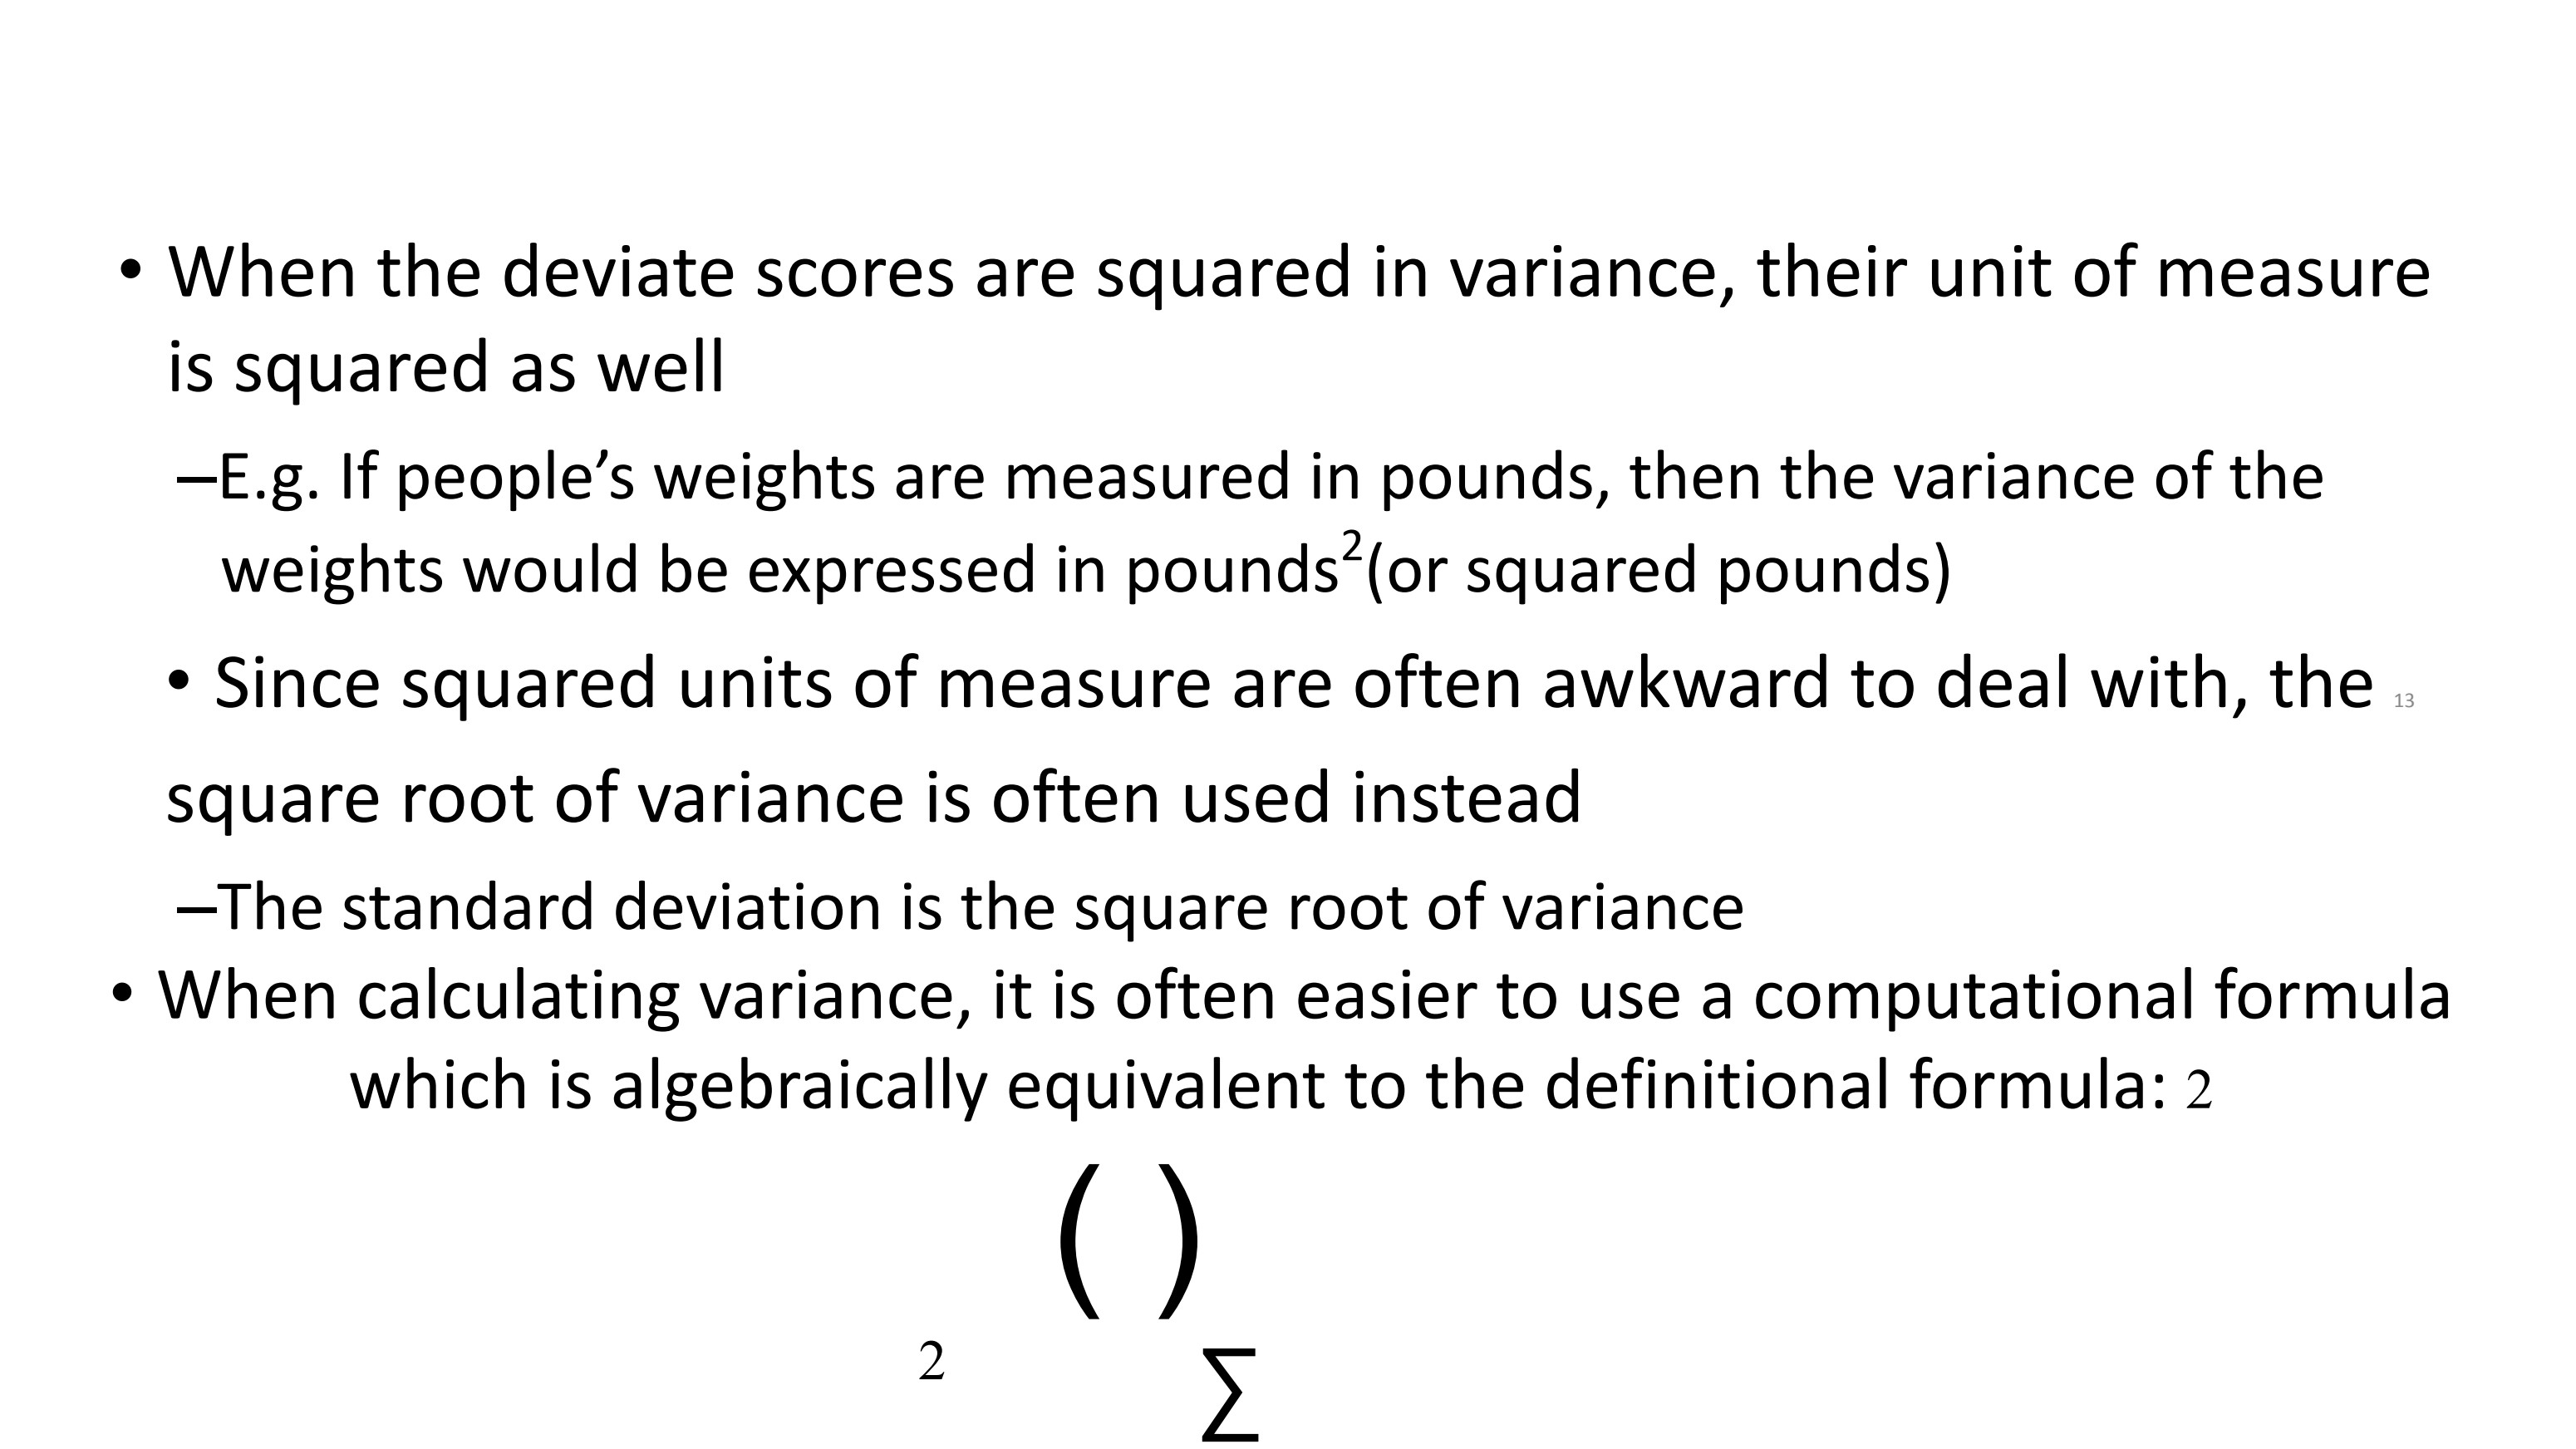 • When the deviate scores are squared in variance, their unit of measure
is squared as well
–E.g. If people’s weights are measured in pounds, then the variance of the
weights would be expressed in pounds²(or squared pounds)
• Since squared units of measure are often awkward to deal with, the 13
square root of variance is often used instead
–The standard deviation is the square root of variance
• When calculating variance, it is often easier to use a computational formula
which is algebraically equivalent to the definitional formula: 2
( )
2 ∑